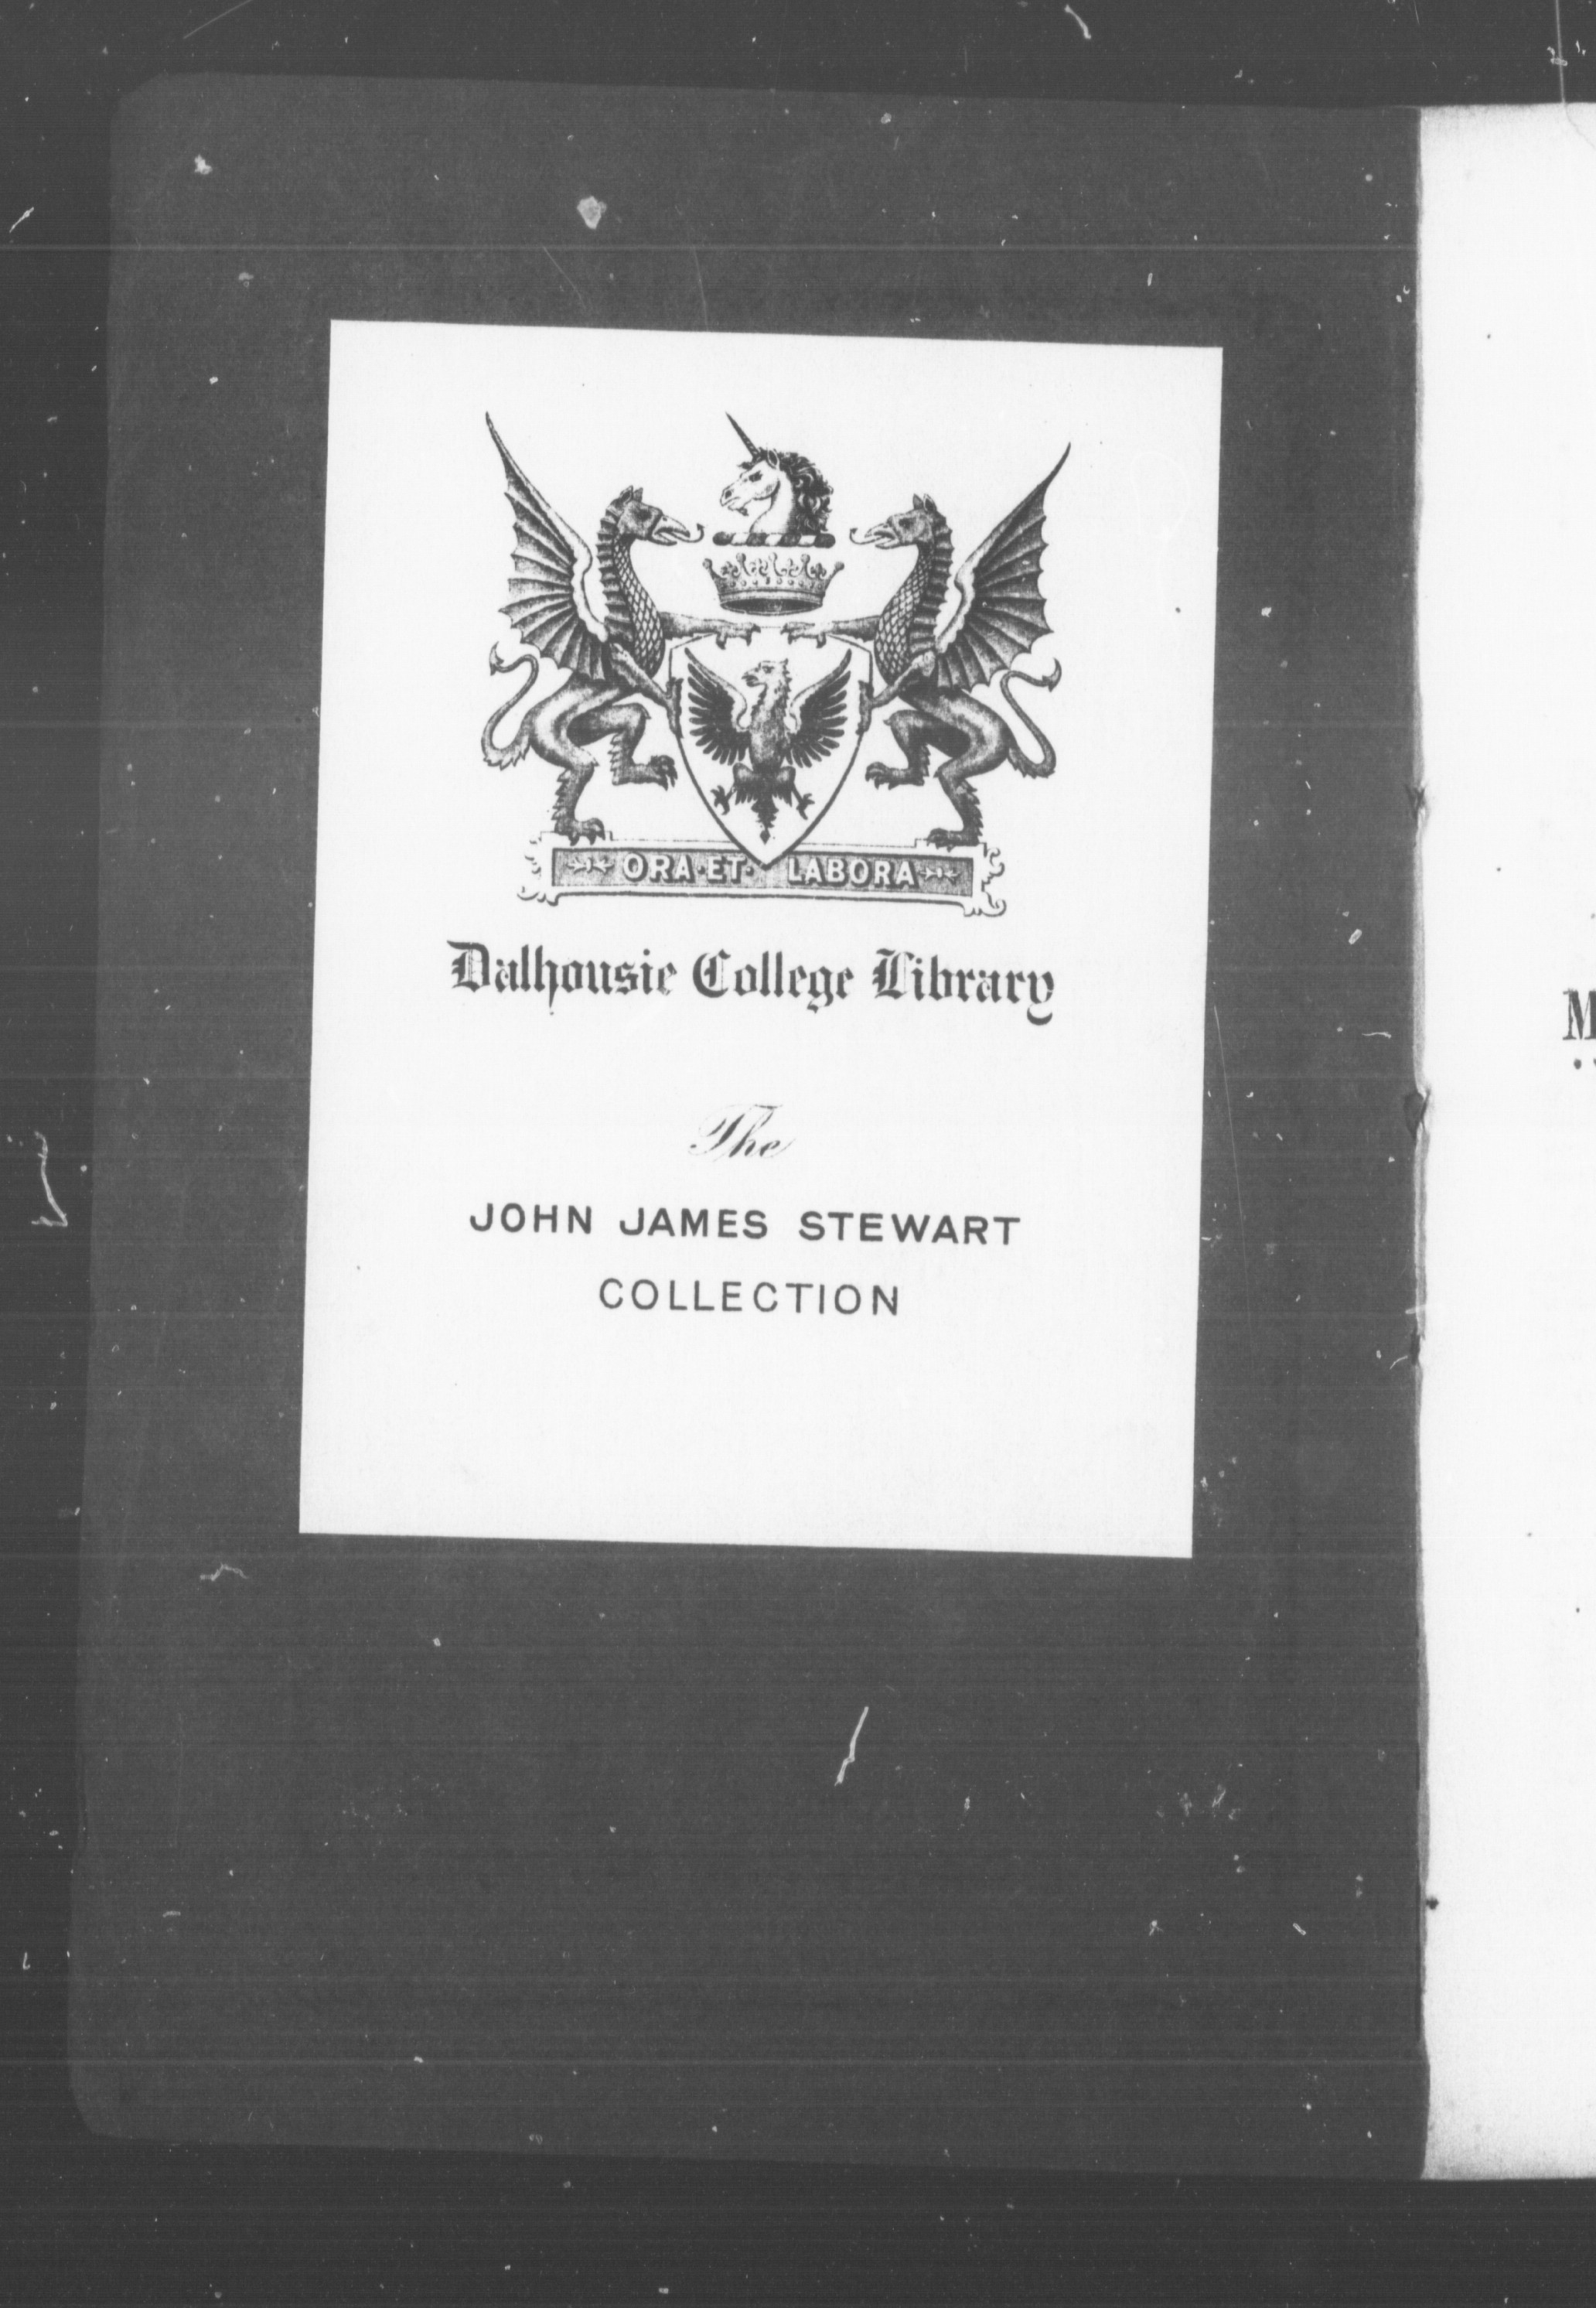 ORA·ET· LABORA
Dalhousie College Library
The
JOHN JAMES STEWART
COLLECTION
M